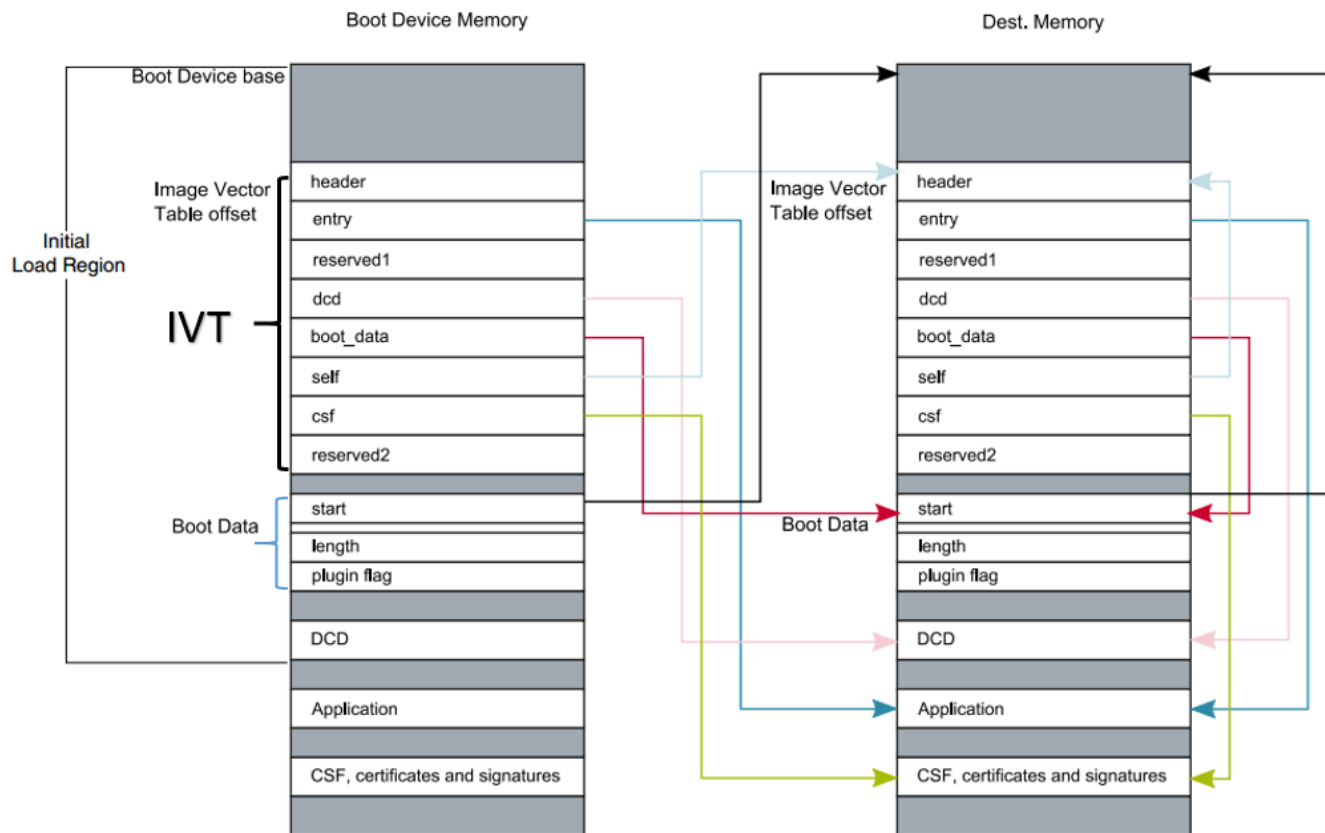 Boot Device Memory
Dest. Memory
Boot Device base
Image Vector
Table offset
Initial
Load Region
IVT
Boot Data
header
entry
reserved1
dcd
boot_data
self
csf
reserved2
start
length
plugin flag
DCD
Application
CSF, certificates and signatures
Image Vector
Table offset
Boot Data
header
entry
reserved1
dcd
boot_data
self
csf
reserved2
start
length
plugin flag
DCD
Application
CSF, certificates and signatures